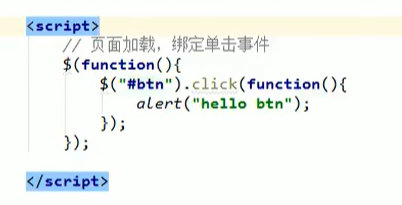 <script>
// 页面加载，绑定单击事件
$(function(){
$("#btn").click(function(){
alert("hello btn");
});
});
</script>